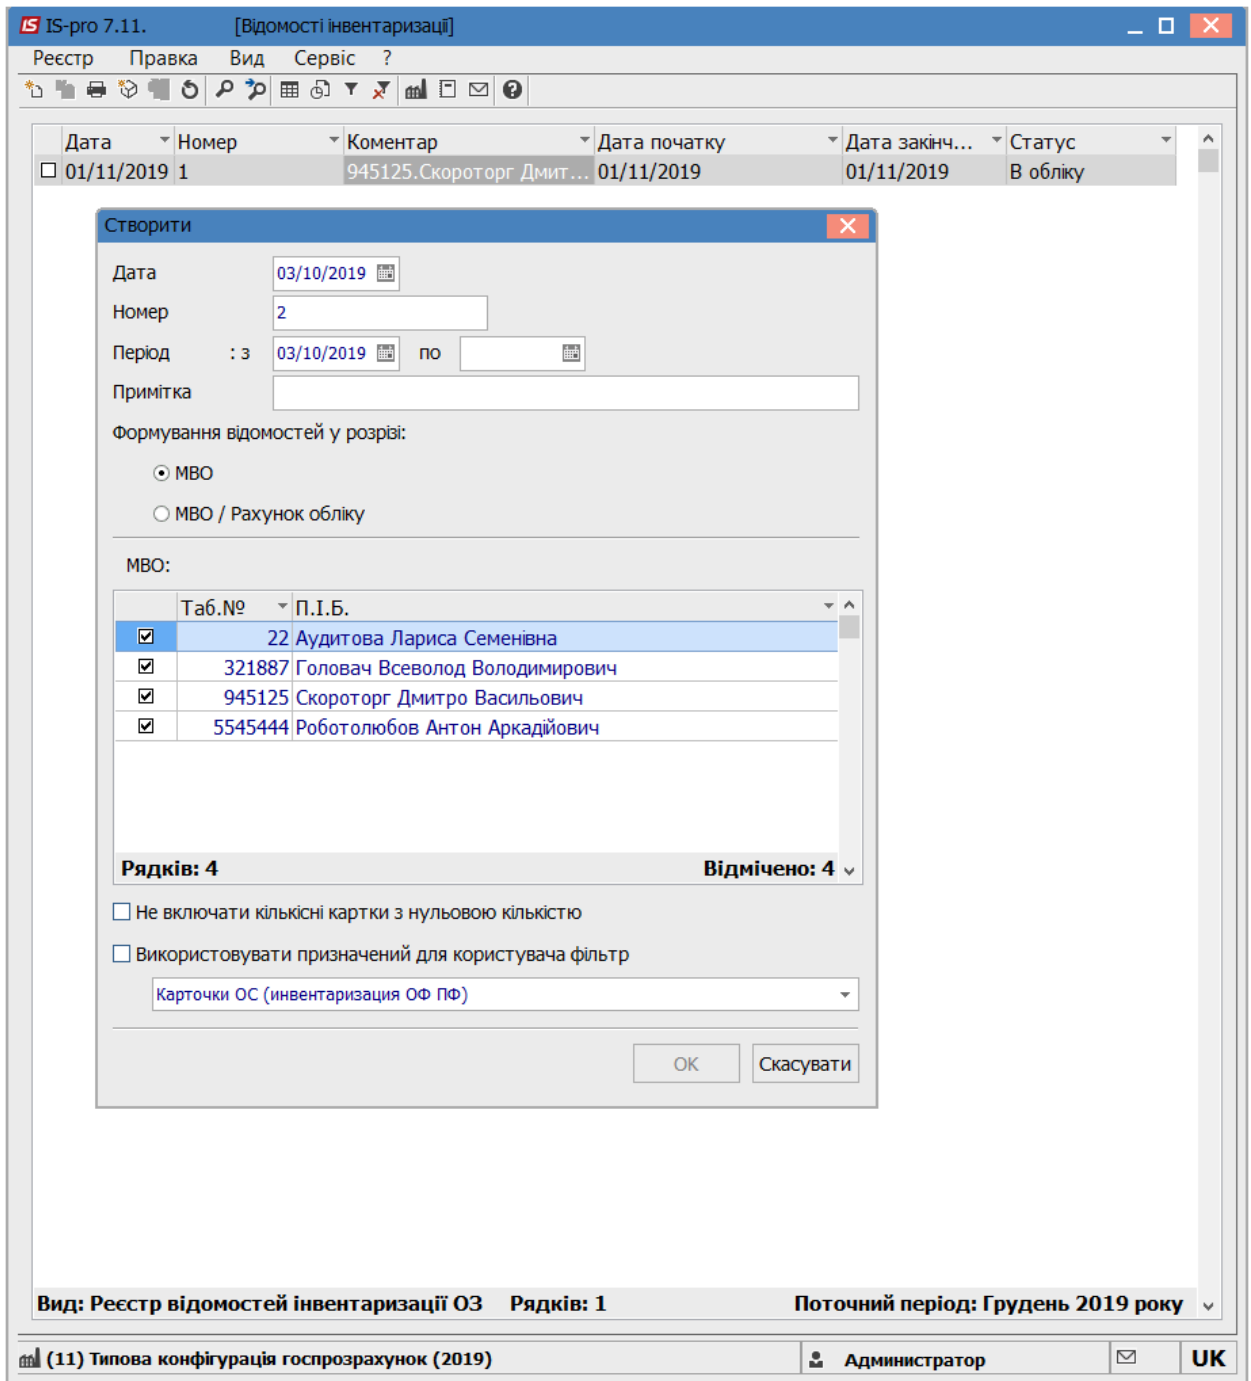 IS IS-pro 7.11. [Відомості інвентаризації]
Реєстр Правка Вид Сервіс ?
Дата Номер Коментар Дата початку Дата закінч... Статус
01/11/2019 1 945125.Скороторг Дмит... 01/11/2019 01/11/2019 В обліку
Створити
Дата 03/10/2019
Номер 2
Період : з 03/10/2019 по
Примітка
Формування відомостей у розрізі:
МВО
МВО / Рахунок обліку
МВО:
Таб.№ П.І.Б.
22 Аудитова Лариса Семенівна
321887 Головач Всеволод Володимирович
945125 Скороторг Дмитро Васильович
5545444 Роботолюбов Антон Аркадійович
Рядків: 4 Відмічено: 4
Не включати кількісні картки з нульовою кількістю
Використовувати призначений для користувача фільтр
Карточки ОС (инвентаризация ОФ ПФ)
OK Скасувати
Вид: Реєстр відомостей інвентаризації ОЗ Рядків: 1 Поточний період: Грудень 2019 року
(11) Типова конфігурація госпрозрахунок (2019) Администратор UK